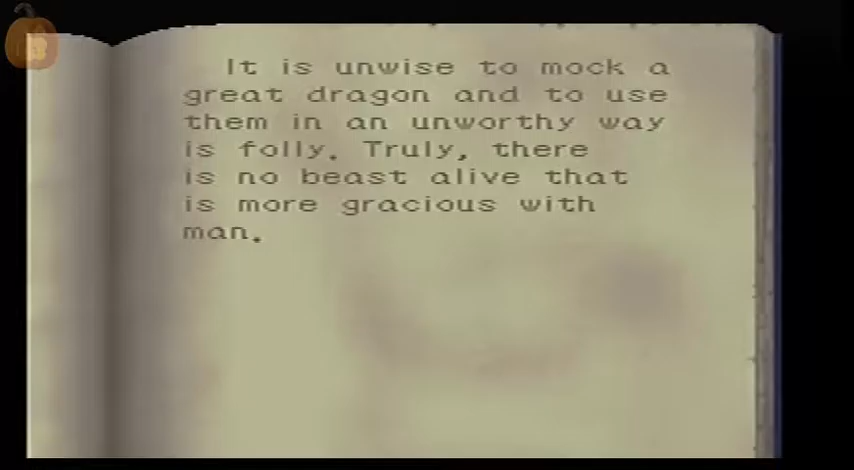 It is unwise to mock a
great dragon and to use
them in an unworthy way
is folly. Truly, there
is no beast alive that
is more gracious with
man.